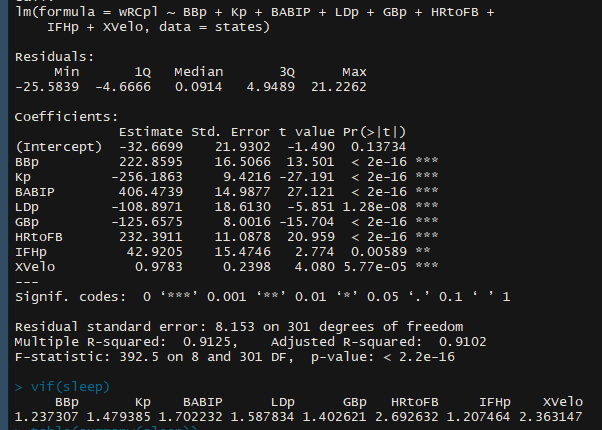 lm(formula = wRCpl ~ BBp + Kp + BABIP + LDp + GBp + HRtoFB +
    IFHp + XVelo, data = states)
Residuals:
     Min       1Q   Median       3Q      Max
-25.5839  -4.6666   0.0914   4.9489  21.2262
Coefficients:
             Estimate Std. Error t value Pr(>|t|)
(Intercept)  -32.6699    21.9302  -1.490  0.13734
BBp          222.8595    16.5066  13.501  < 2e-16 ***
Kp          -256.1863     9.4216 -27.191  < 2e-16 ***
BABIP        406.4739    14.9877  27.121  < 2e-16 ***
LDp         -108.8971    18.6130  -5.851 1.28e-08 ***
GBp         -125.6575     8.0016 -15.704  < 2e-16 ***
HRtoFB       232.3911    11.0878  20.959  < 2e-16 ***
IFHp          42.9205    15.4746   2.774  0.00589 **
XVelo          0.9783     0.2398   4.080 5.77e-05 ***
---
Signif. codes:  0 ‘***’ 0.001 ‘**’ 0.01 ‘*’ 0.05 ‘.’ 0.1 ‘ ’ 1
Residual standard error: 8.153 on 301 degrees of freedom
Multiple R-squared:  0.9125,    Adjusted R-squared:  0.9102
F-statistic: 392.5 on 8 and 301 DF,  p-value: < 2.2e-16
> vif(sleep)
     BBp       Kp    BABIP      LDp      GBp   HRtoFB     IFHp    XVelo
1.237307 1.479385 1.702232 1.587834 1.402621 2.692632 1.207464 2.363147